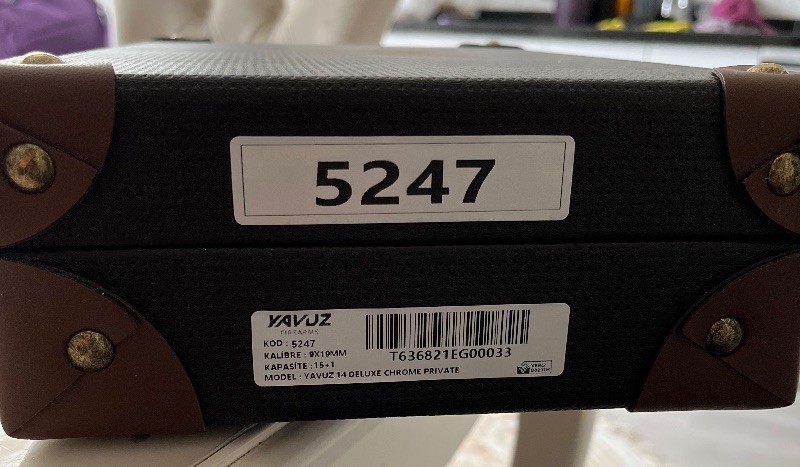 5247
YAVUZ
FIREARMS
KOD : 5247
KALİBRE : 9X19MM
KAPASİTE : 15+1
MODEL : YAVUZ 14 DELUXE CHROME PRIVATE
T636821EG00033